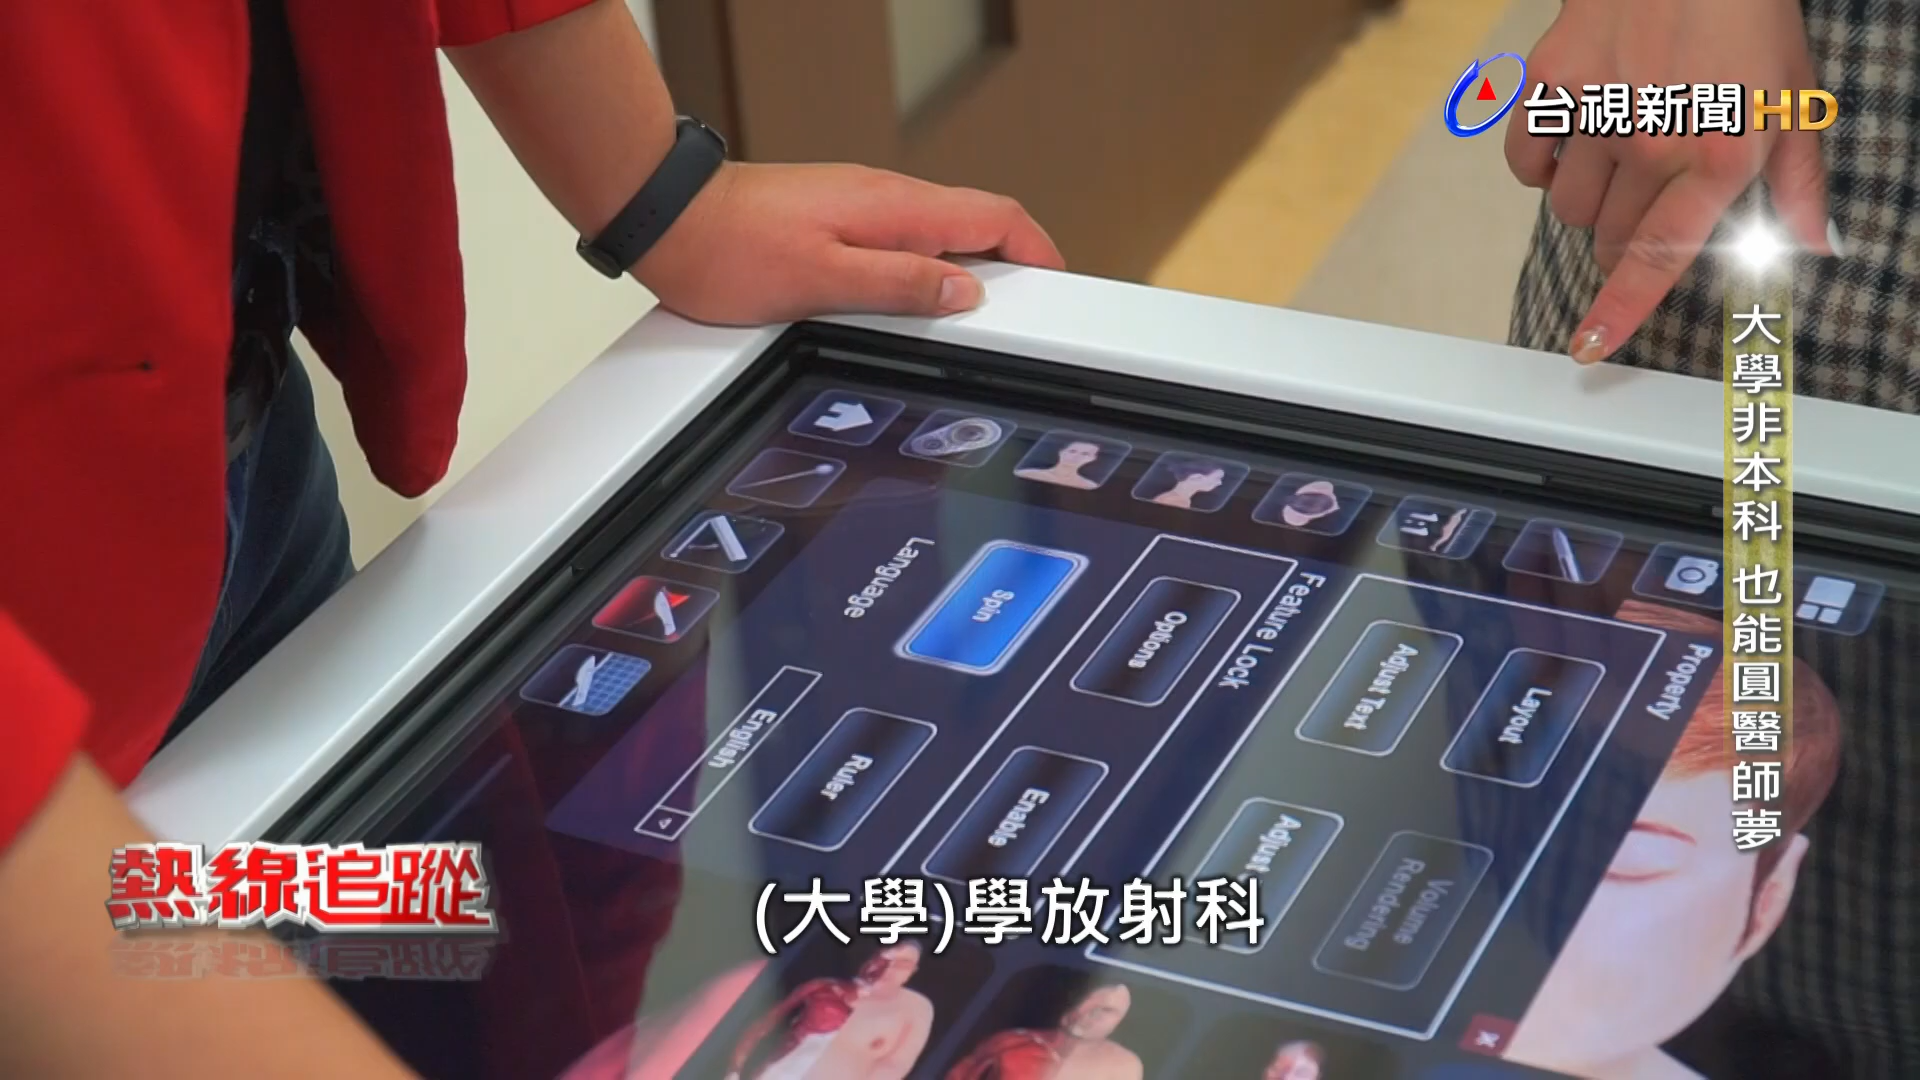 台視新聞HD
大學非本科 也能圓醫師夢
1:1
Property
Layout
Adjust Text
Volume Rendering
Adjust
Feature Lock
Options
Enable
Spin
Ruler
Language
English
熱線追蹤
(大學)學放射科